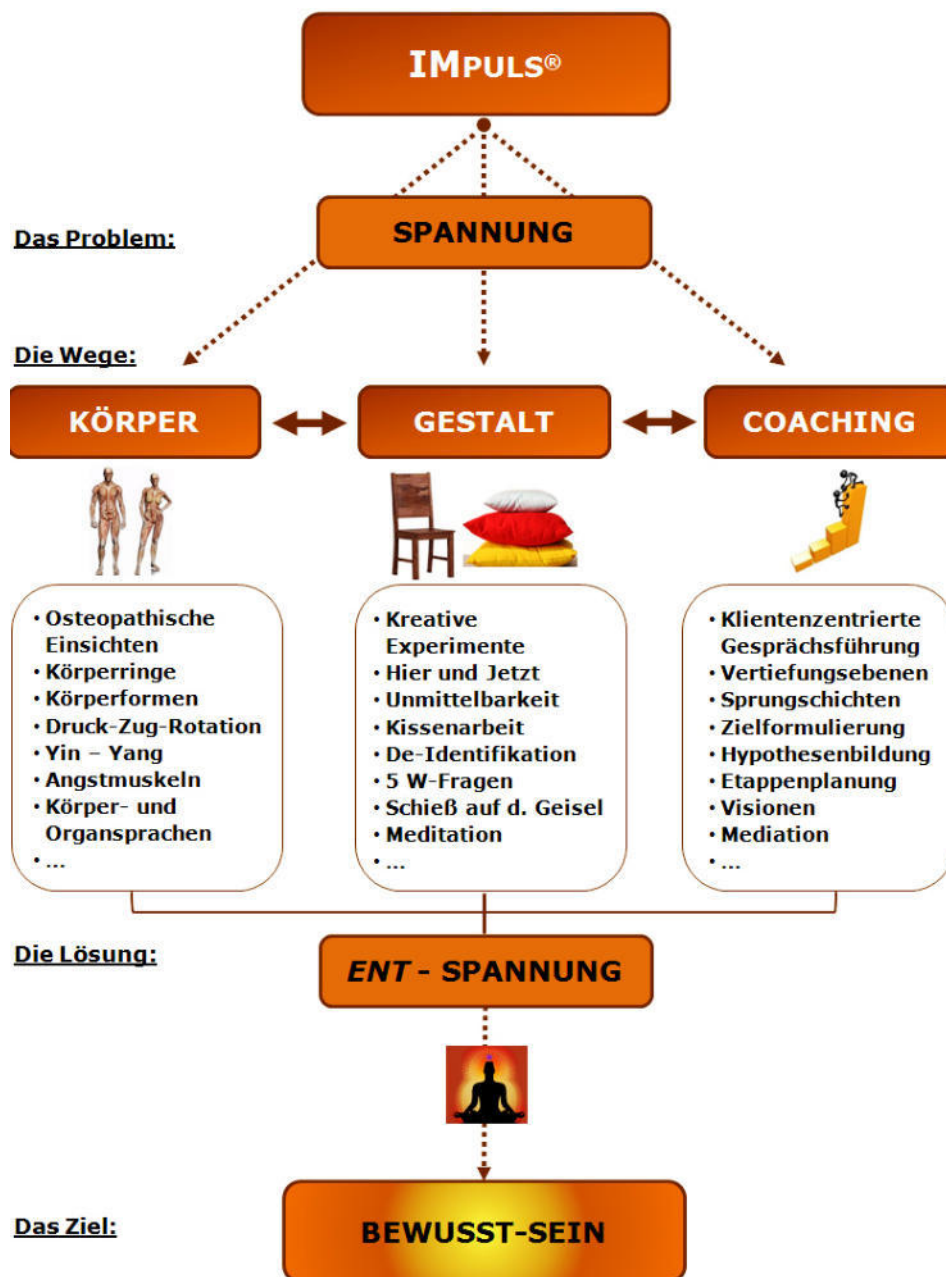 IMPULS®
SPANNUNG
Das Problem:
Die Wege:
KÖRPER
GESTALT
COACHING
• Osteopathische
Einsichten
• Körperringe
• Körperformen
• Druck-Zug-Rotation
• Yin – Yang
• Angstmuskeln
• Körper- und
Organsprachen
• ...
• Kreative
Experimente
• Hier und Jetzt
• Unmittelbarkeit
• Kissenarbeit
• De-Identifikation
• 5 W-Fragen
• Schieß auf d. Geisel
• Meditation
• ...
• Klientenzentrierte
Gesprächsführung
• Vertiefungsebenen
• Sprungschichten
• Zielformulierung
• Hypothesenbildung
• Etappenplanung
• Visionen
• Mediation
• ...
Die Lösung:
ENT - SPANNUNG
Das Ziel:
BEWUSST-SEIN